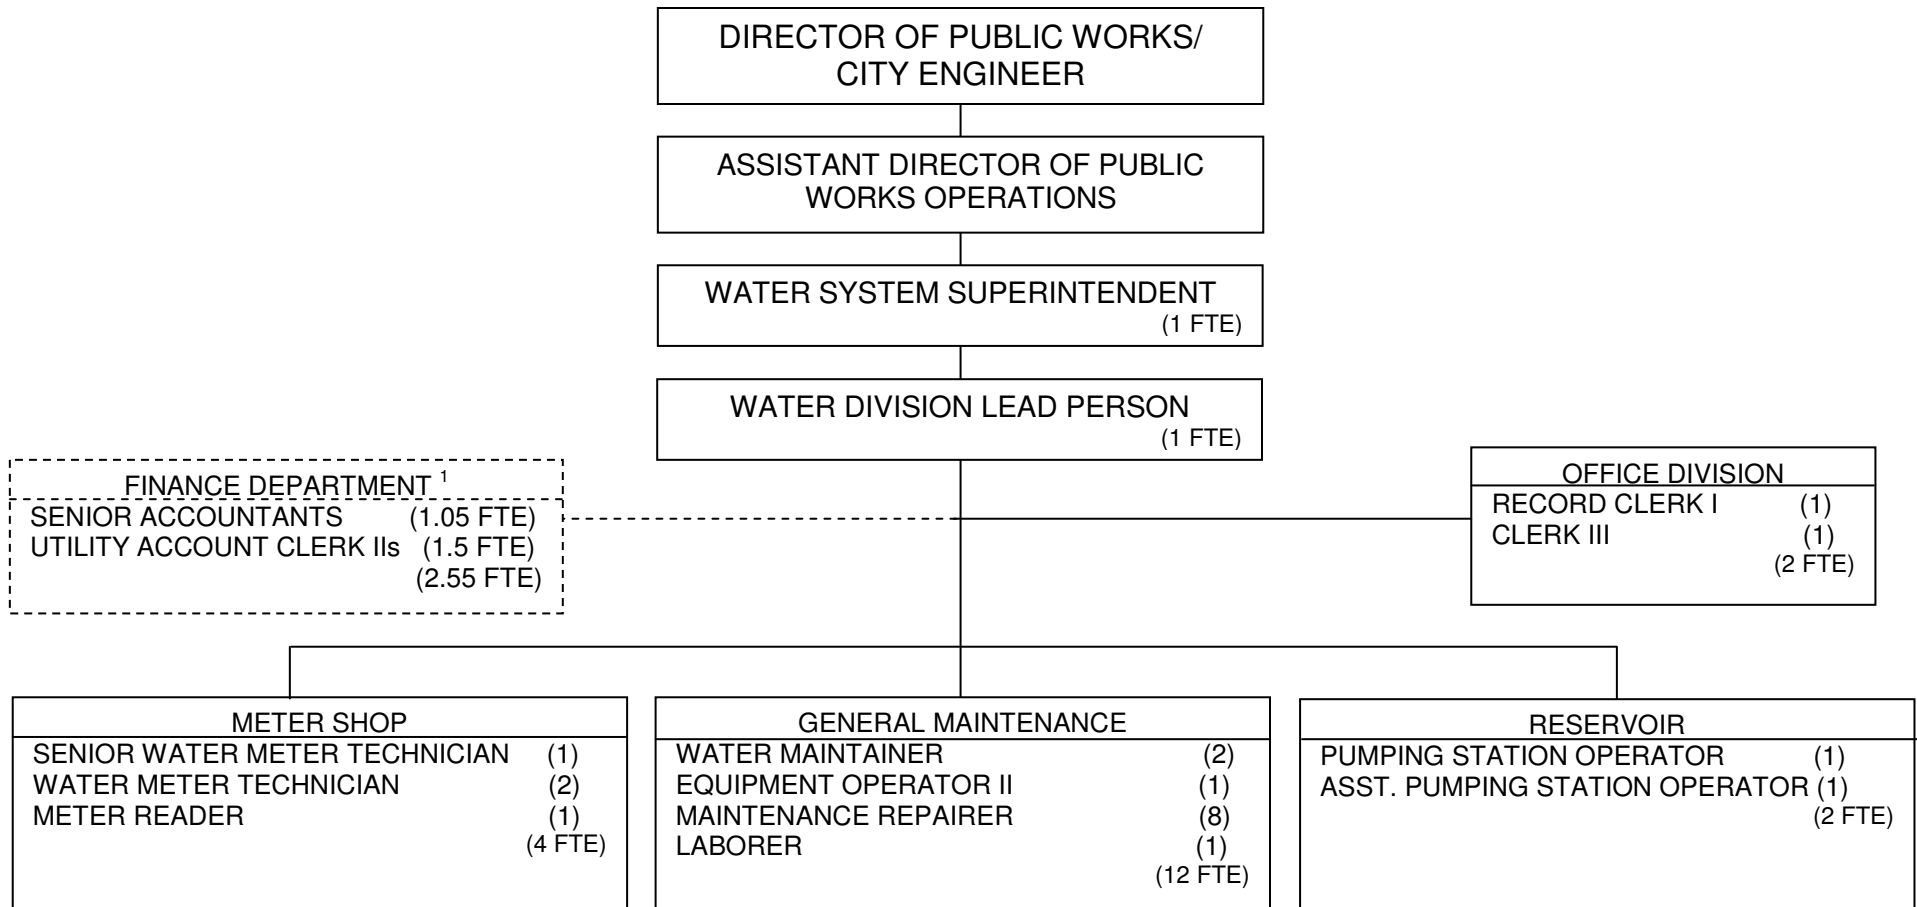 DIRECTOR OF PUBLIC WORKS/
CITY ENGINEER
ASSISTANT DIRECTOR OF PUBLIC
WORKS OPERATIONS
WATER SYSTEM SUPERINTENDENT
(1 FTE)
WATER DIVISION LEAD PERSON
(1 FTE)
FINANCE DEPARTMENT 1
SENIOR ACCOUNTANTS (1.05 FTE)
UTILITY ACCOUNT CLERK IIs (1.5 FTE)
(2.55 FTE)
OFFICE DIVISION
RECORD CLERK I (1)
CLERK III (1)
(2 FTE)
METER SHOP
SENIOR WATER METER TECHNICIAN (1)
WATER METER TECHNICIAN (2)
METER READER (1)
(4 FTE)
GENERAL MAINTENANCE
WATER MAINTAINER (2)
EQUIPMENT OPERATOR II (1)
MAINTENANCE REPAIRER (8)
LABORER (1)
(12 FTE)
RESERVOIR
PUMPING STATION OPERATOR (1)
ASST. PUMPING STATION OPERATOR (1)
(2 FTE)